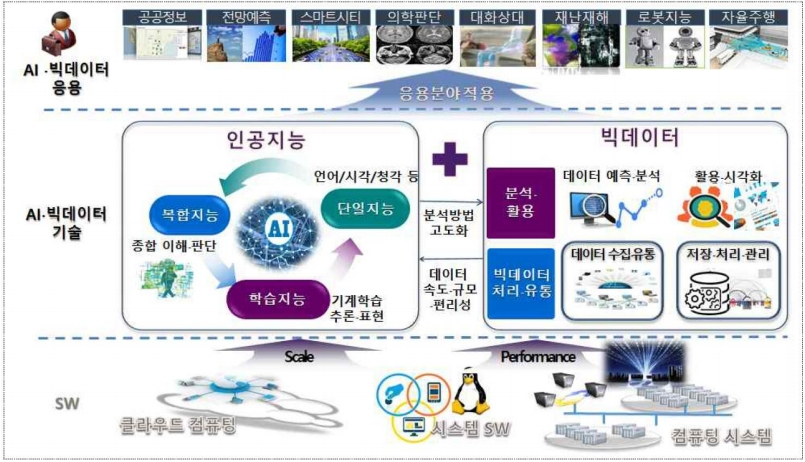 공공정보
전망예측
스마트시티
의학판단
대화상대
재난재해
로봇지능
자율주행
AI·빅데이터
응용
응용분야적용
인공지능
빅데이터
언어/시각/청각 등
복합지능
단일지능
AI
종합 이해·판단
학습지능
기계학습
추론·표현
분석방법
고도화
데이터
속도·규모
·편리성
분석·
활용
데이터 예측·분석
활용·시각화
빅데이터
처리·유통
데이터 수집유통
저장·처리·관리
AI·빅데이터
기술
Scale
Performance
SW
클라우드 컴퓨팅
시스템 SW
컴퓨팅 시스템